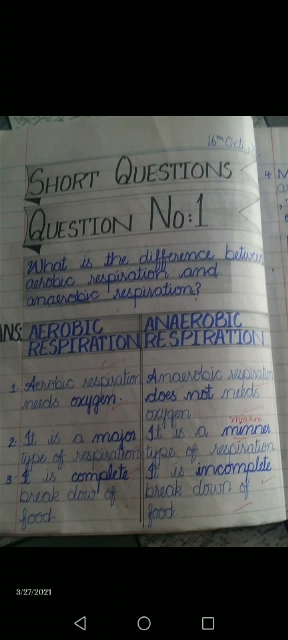 16th Oct,
SHORT QUESTIONS
QUESTION NO:1
What is the difference between
aerobic respiration and
anaerobic respiration?
ANS:
AEROBIC
RESPIRATION
1. Aerobic respiration
needs oxygen.
2. It is a major
type of respiration
3. It is complete
break down of
food.
ANAEROBIC
RESPIRATION
Anaerobic respiration
does not needs
oxygen
minor
It is a minner
type of respiration
It is incomplete
break down of
food.
4
3/27/2021